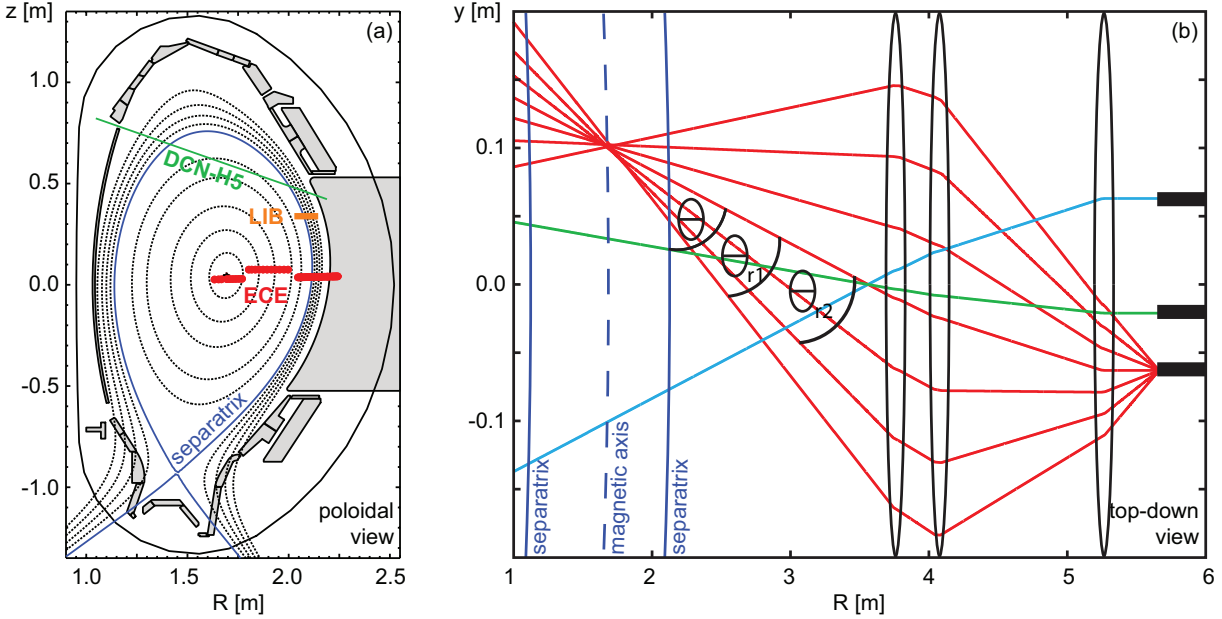 z [m]
(a)
1.0
0.5
0.0
-0.5
-1.0
DCN-H5
LIB
ECE
separatrix
poloidal
view
1.0
1.5
2.0
2.5
R [m]
y [m]
(b)
0.1
0.0
-0.1
Θ
Θr1
Θr2
separatrix
magnetic axis
separatrix
top-down
view
1
2
3
4
5
6
R [m]